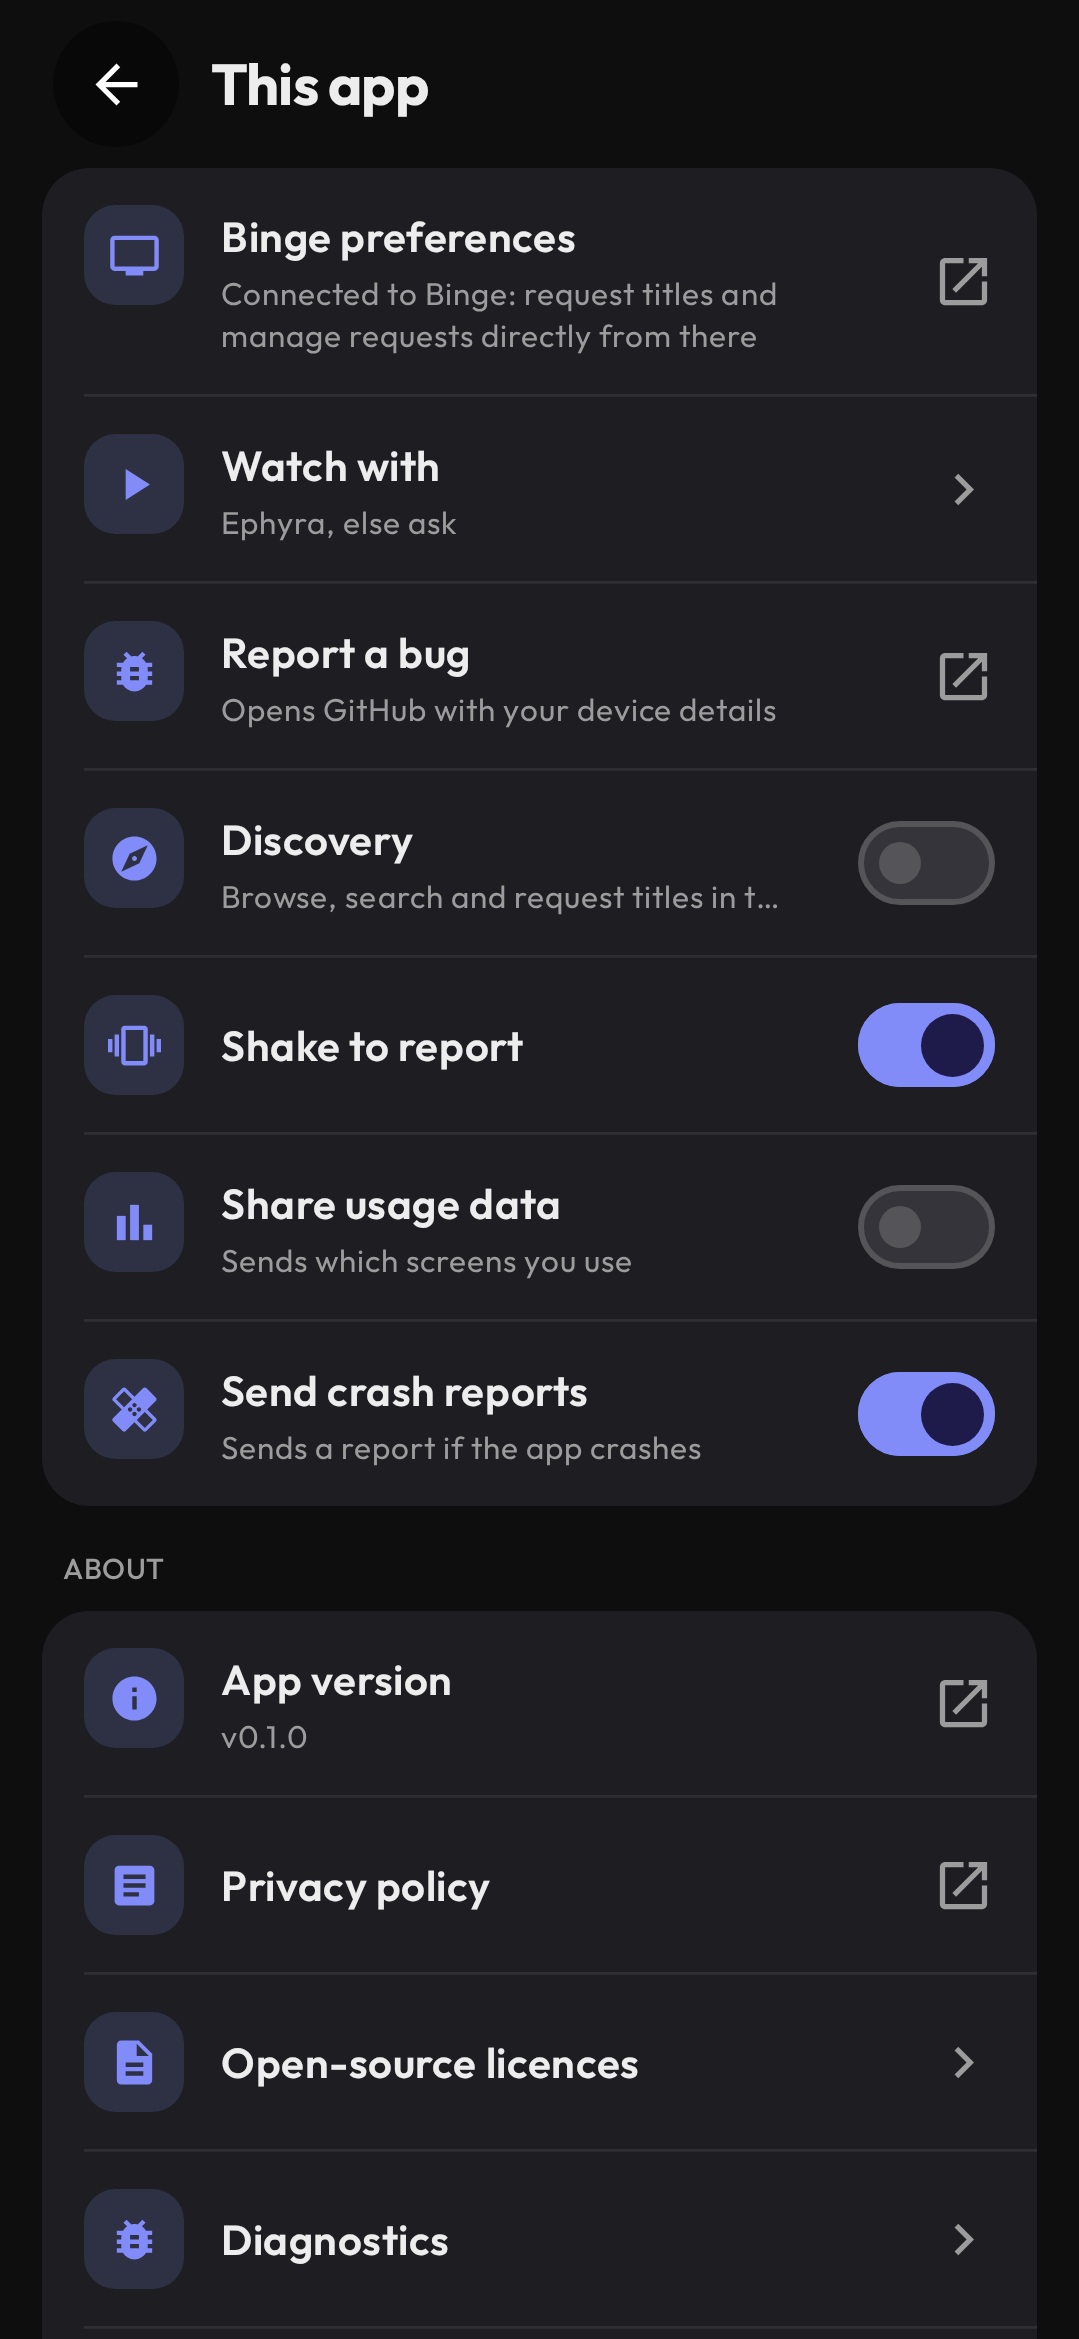 This app
Binge preferences
Connected to Binge: request titles and
manage requests directly from there
Watch with
Ephyra, else ask
Report a bug
Opens GitHub with your device details
Discovery
Browse, search and request titles in t...
Shake to report
Share usage data
Sends which screens you use
Send crash reports
Sends a report if the app crashes
ABOUT
App version
v0.1.0
Privacy policy
Open-source licences
Diagnostics